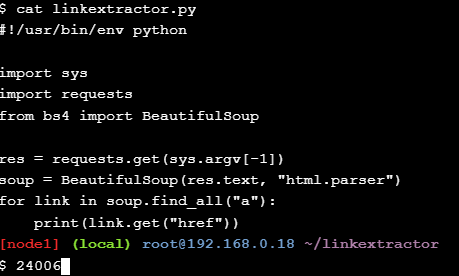 $ cat linkextractor.py
#!/usr/bin/env python

import sys
import requests
from bs4 import BeautifulSoup

res = requests.get(sys.argv[-1])
soup = BeautifulSoup(res.text, "html.parser")
for link in soup.find_all("a"):
    print(link.get("href"))
[node1] (local) root@192.168.0.18 ~/linkextractor
$ 24006